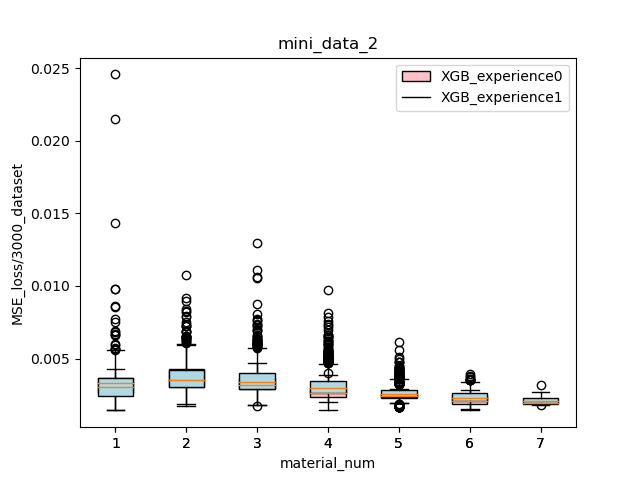 mini_data_2
XGB_experience0
XGB_experience1
0.025
0.020
0.015
0.010
0.005
MSE_loss/3000_dataset
1 2 3 4 5 6 7
material_num